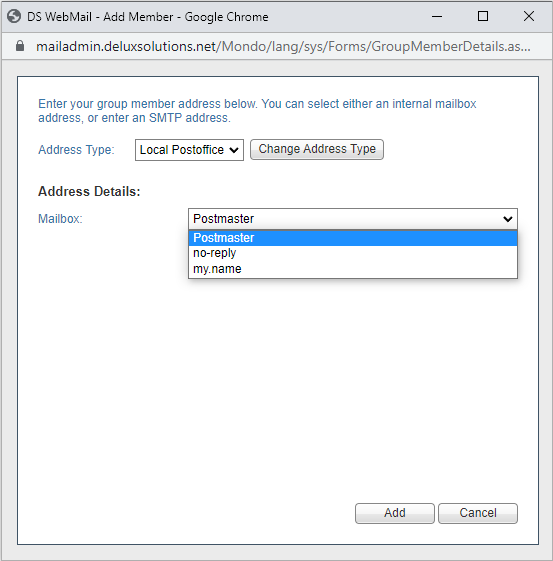 DS WebMail - Add Member - Google Chrome
mailadmin.deluxsolutions.net/Mondo/lang/sys/Forms/GroupMemberDetails.as...
Enter your group member address below. You can select either an internal mailbox
address, or enter an SMTP address.
Address Type: Local Postoffice Change Address Type
Address Details:
Mailbox: Postmaster
Postmaster
no-reply
my.name
Add Cancel